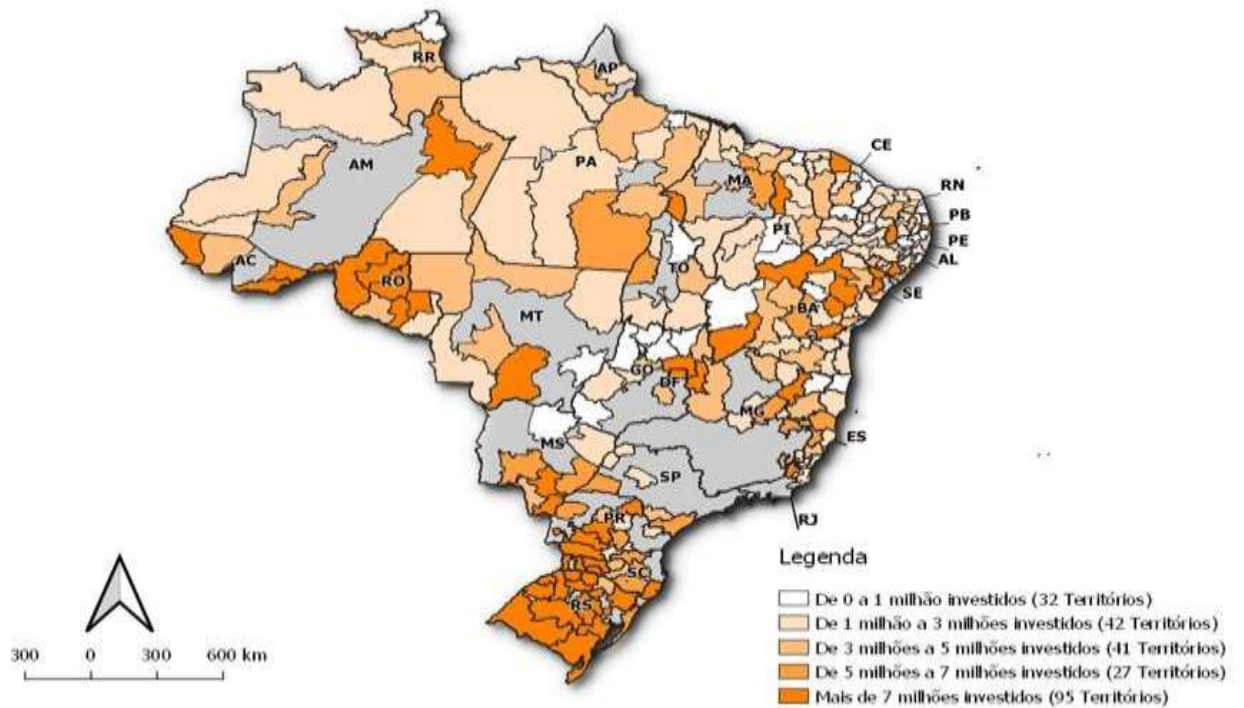 RR
AP
AM
PA
MA
CE
RN
PB
PE
AL
SE
PI
AC
RO
TO
BA
MT
GO
DF
MG
ES
MS
SP
RJ
PR
SC
RS
Legenda
De 0 a 1 milhão investidos (32 Territórios)
De 1 milhão a 3 milhões investidos (42 Territórios)
De 3 milhões a 5 milhões investidos (41 Territórios)
De 5 milhões a 7 milhões investidos (27 Territórios)
Mais de 7 milhões investidos (95 Territórios)
300 0 300 600 km